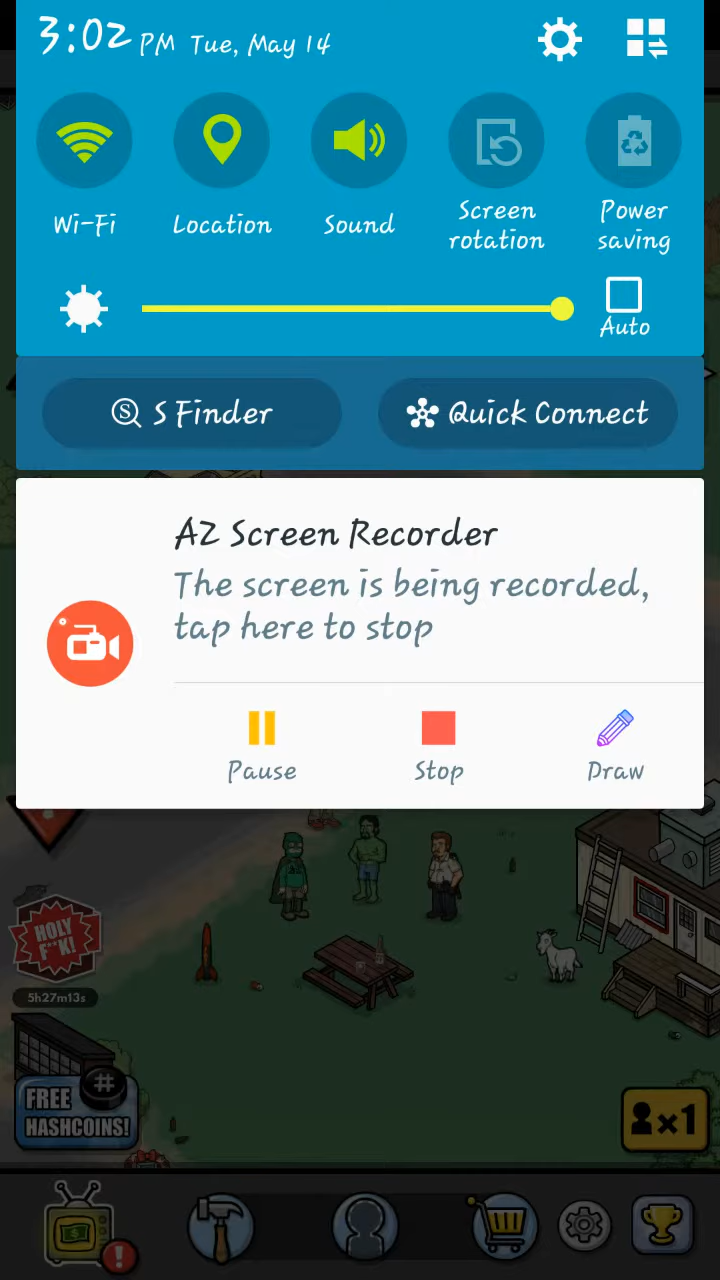 3:02 PM Tue, May 14
Wi-Fi
Location
Sound
Screen rotation
Power saving
Auto
S Finder
Quick Connect
AZ Screen Recorder
The screen is being recorded,
tap here to stop
Pause
Stop
Draw
HOLY
F**K!
5h27m13s
#
FREE
HASHCOINS!
x1